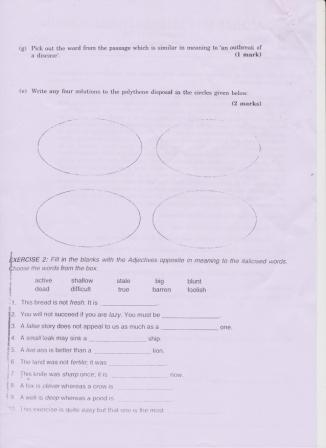 (g) Pick out the word from the passage which is similar in meaning to 'an outbreak of
a disease'. (1 mark)
(e) Write any four solutions to the polythene disposal in the circles given below.
(2 marks)
EXERCISE 2: Fill in the blanks with the Adjectives opposite in meaning to the italicised words.
Choose the words from the box.
active shallow stale big blunt
dead difficult true barren foolish
1. This bread is not fresh. It is ____________.
2. You will not succeed if you are lazy. You must be ____________.
3. A false story does not appeal to us as much as a ____________ one.
4. A small leak may sink a ____________ ship.
5. A live ass is better than a ____________ lion.
6. The land was not fertile; it was ____________
7. This knife was sharp once; it is ____________ now.
8. A fox is clever whereas a crow is ____________
9. A well is deep whereas a pond is ____________
10. This exercise is quite easy but that one is the most ____________